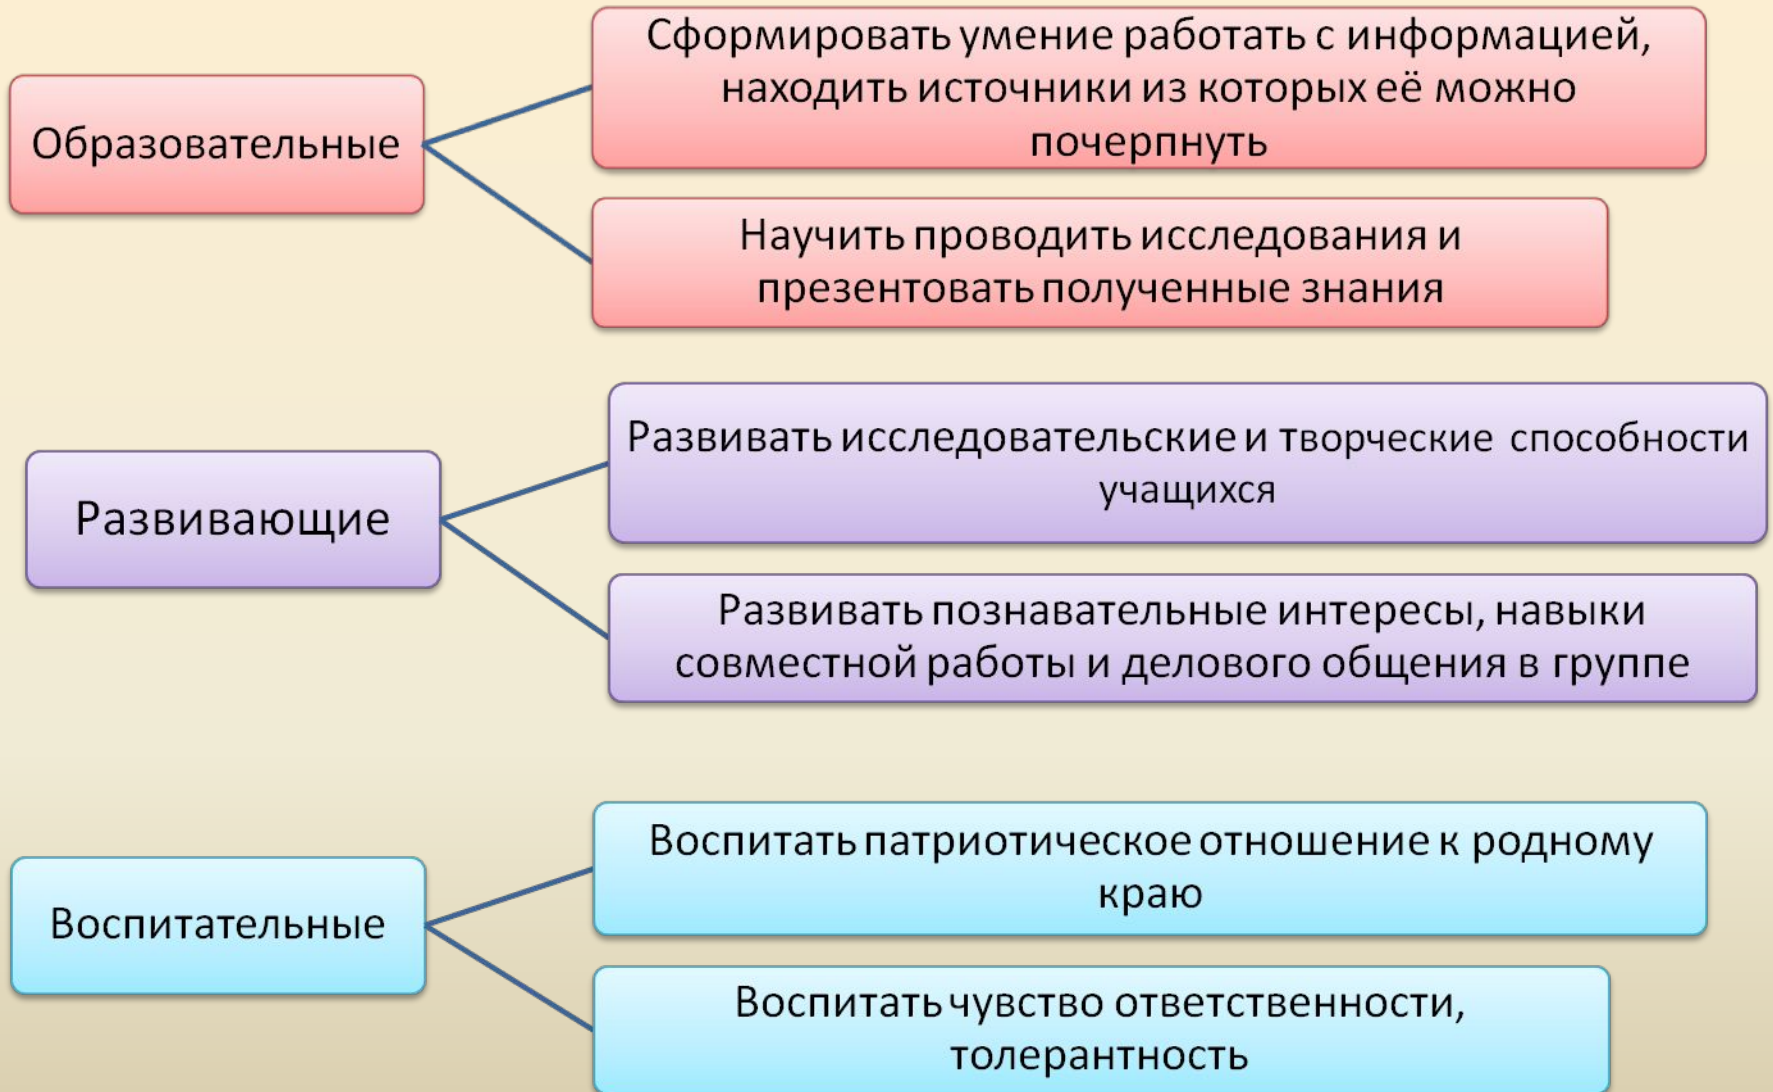 Образовательные
Сформировать умение работать с информацией,
находить источники из которых её можно
почерпнуть
Научить проводить исследования и
презентовать полученные знания
Развивающие
Развивать исследовательские и творческие способности
учащихся
Развивать познавательные интересы, навыки
совместной работы и делового общения в группе
Воспитательные
Воспитать патриотическое отношение к родному
краю
Воспитать чувство ответственности,
толерантность